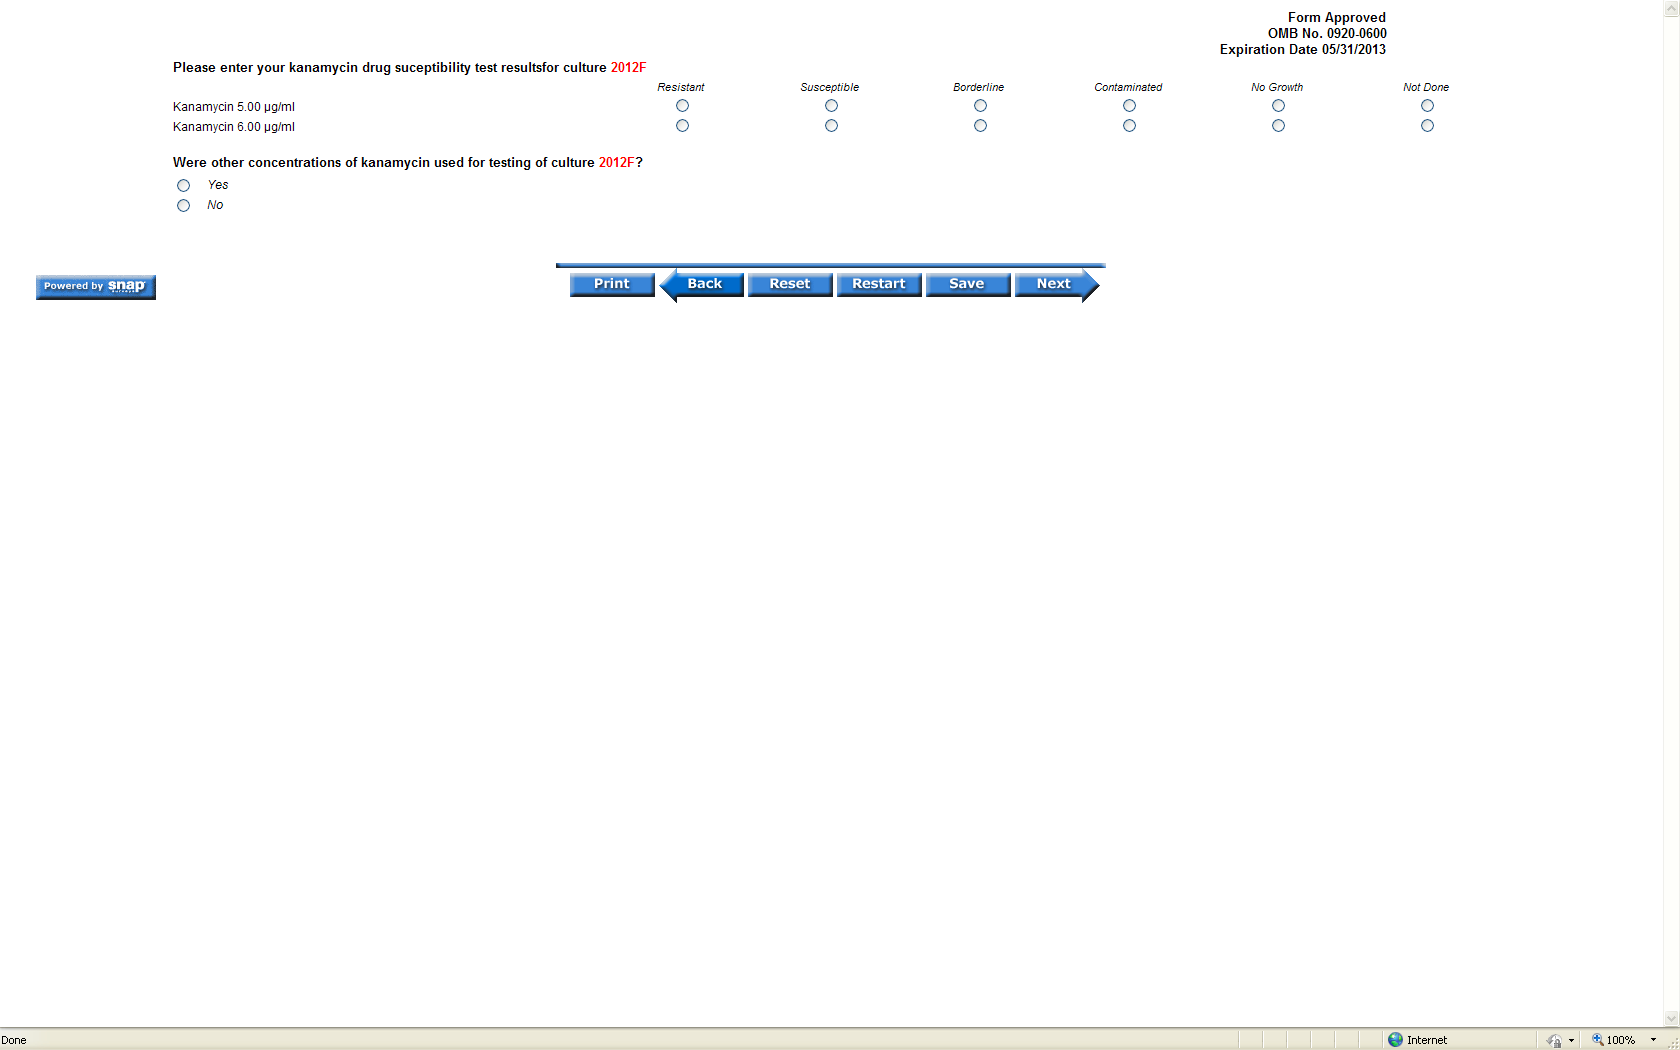 Form Approved
OMB No. 0920-0600
Expiration Date 05/31/2013
Please enter your kanamycin drug suceptibility test resultsfor culture 2012F
Resistant Susceptible Borderline Contaminated No Growth Not Done
Kanamycin 5.00 µg/ml
Kanamycin 6.00 µg/ml
Were other concentrations of kanamycin used for testing of culture 2012F?
Yes
No
Powered by snap
Print Back Reset Restart Save Next
Done Internet 100%